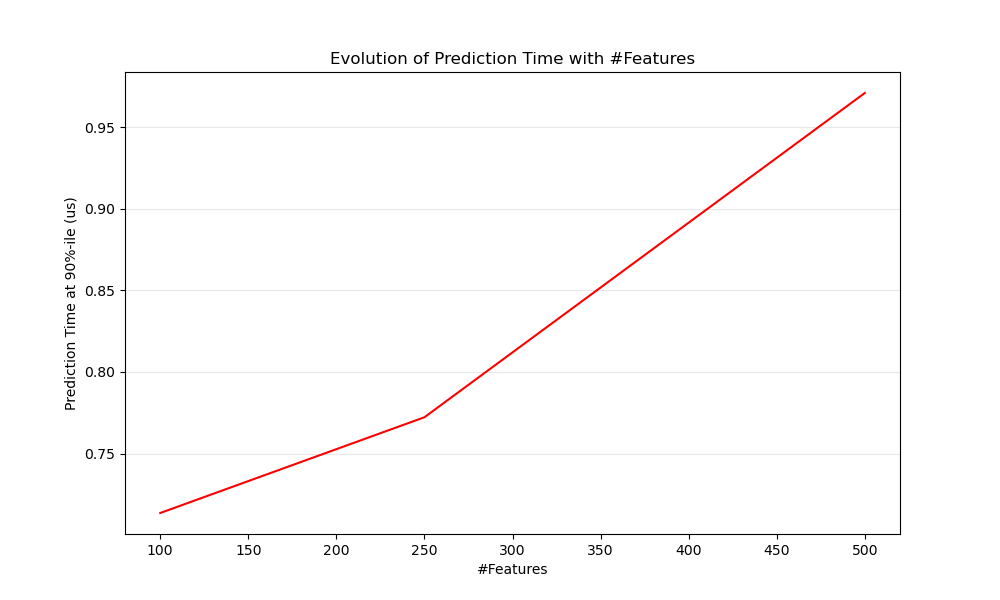 Evolution of Prediction Time with #Features
Prediction Time at 90%-ile (us)
0.95
0.90
0.85
0.80
0.75
100 150 200 250 300 350 400 450 500
#Features